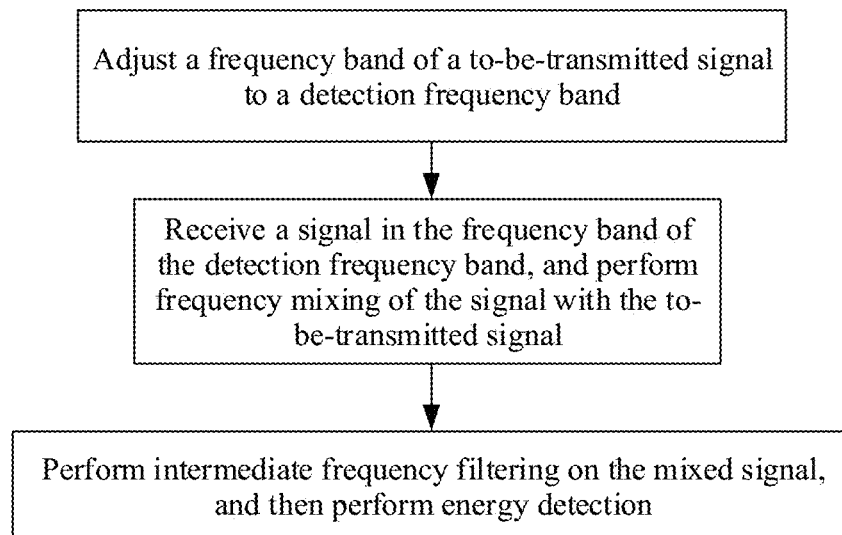 Adjust a frequency band of a to-be-transmitted signal
to a detection frequency band
Receive a signal in the frequency band of
the detection frequency band, and perform
frequency mixing of the signal with the to-
be-transmitted signal
Perform intermediate frequency filtering on the mixed signal,
and then perform energy detection